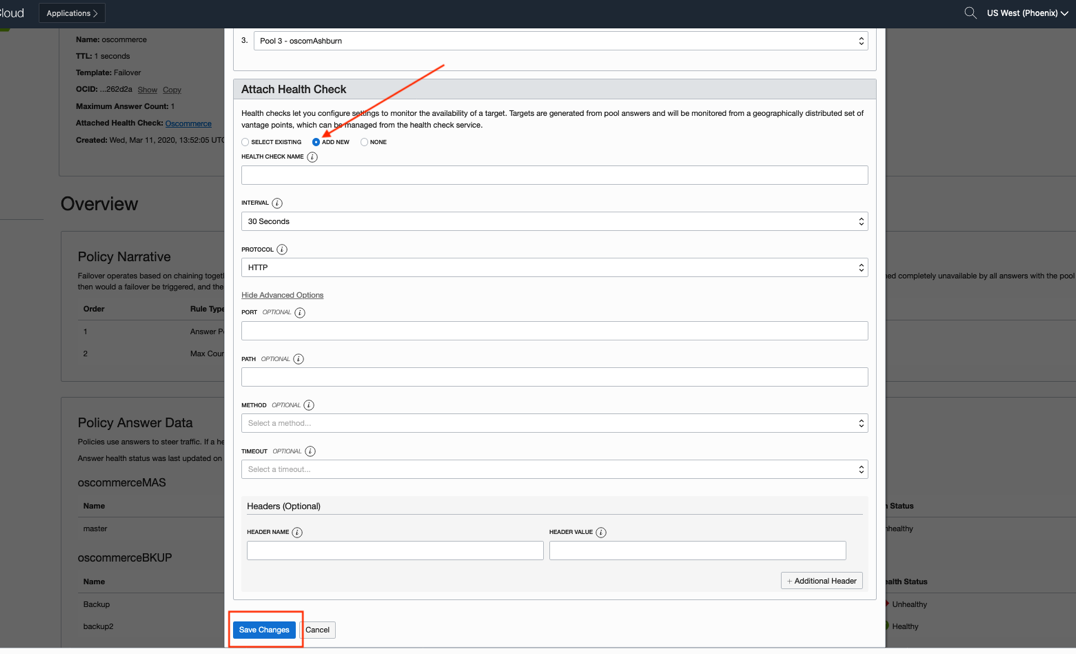 Cloud
Applications
US West (Phoenix)
Name: oscommerce
TTL: 1 seconds
Template: Failover
OCID: ...262d2a Show Copy
Maximum Answer Count: 1
Attached Health Check: Oscommerce
Created: Wed, Mar 11, 2020, 13:52:05 UTC
3. Pool 3 - oscomAshburn
Attach Health Check
Health checks let you configure settings to monitor the availability of a target. Targets are generated from pool answers and will be monitored from a geographically distributed set of
vantage points, which can be managed from the health check service.
SELECT EXISTING ADD NEW NONE
HEALTH CHECK NAME
INTERVAL
30 Seconds
PROTOCOL
HTTP
Hide Advanced Options
PORT OPTIONAL
PATH OPTIONAL
METHOD OPTIONAL
Select a method...
TIMEOUT OPTIONAL
Select a timeout...
Headers (Optional)
HEADER NAME HEADER VALUE
+ Additional Header
Save Changes Cancel
Overview
Policy Narrative
Failover operates based on chaining toget
ed completely unavailable by all answers with the pool
then would a failover be triggered, and the
Order Rule Type
1 Answer P
2 Max Cour
Policy Answer Data
Policies use answers to steer traffic. If a he
Answer health status was last updated on
oscommerceMAS
Name Status
master nhealthy
oscommerceBKUP
Name alth Status
Backup Unhealthy
backup2 Healthy